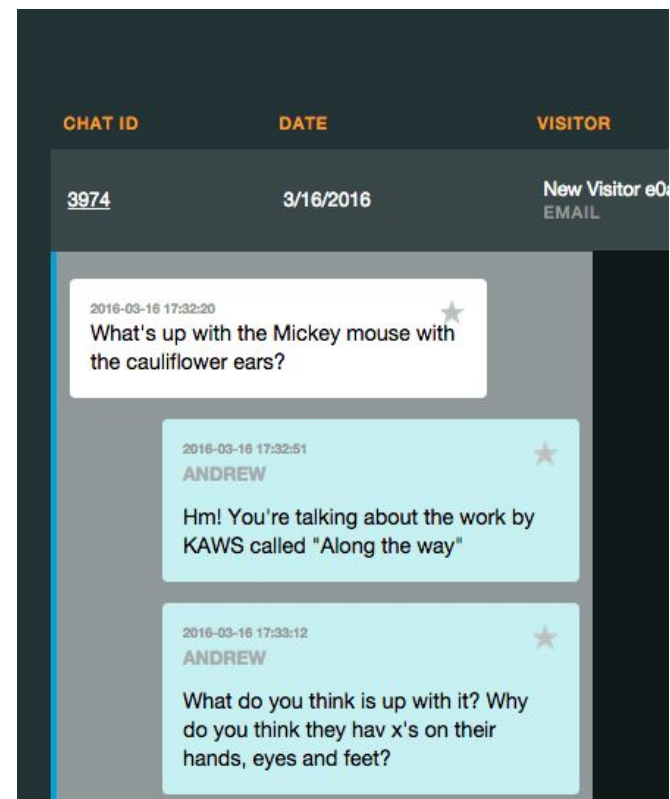 CHAT ID DATE VISITOR
3974 3/16/2016 New Visitor e0a
EMAIL
2016-03-16 17:32:20
What's up with the Mickey mouse with
the cauliflower ears?
2016-03-16 17:32:51
ANDREW
Hm! You're talking about the work by
KAWS called "Along the way"
2016-03-16 17:33:12
ANDREW
What do you think is up with it? Why
do you think they hav x's on their
hands, eyes and feet?